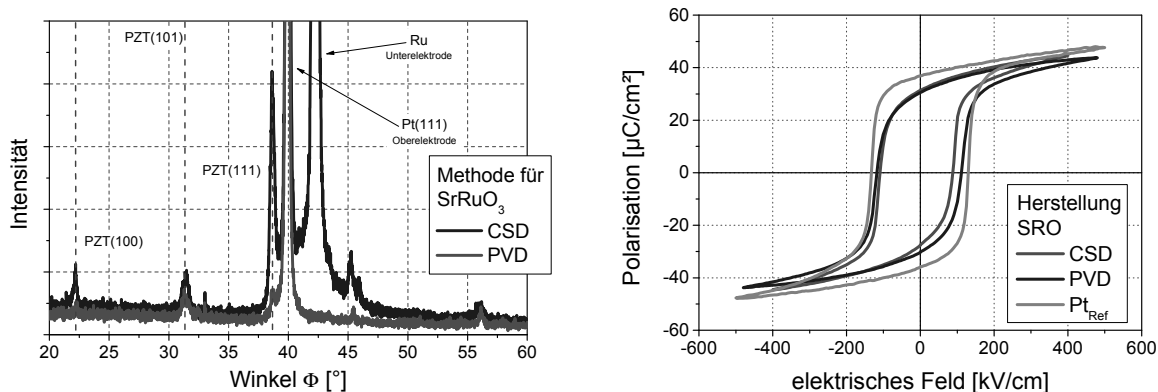 PZT(101)
Ru
Unterelektrode
Pt(111)
Oberelektrode
PZT(111)
PZT(100)
Methode für
SrRuO₃
CSD
PVD
Intensität
20 25 30 35 40 45 50 55 60
Winkel Φ [°]
60
40
20
0
-20
-40
-60
Polarisation [µC/cm²]
Herstellung
SRO
CSD
PVD
Pt_Ref
-600 -400 -200 0 200 400 600
elektrisches Feld [kV/cm]